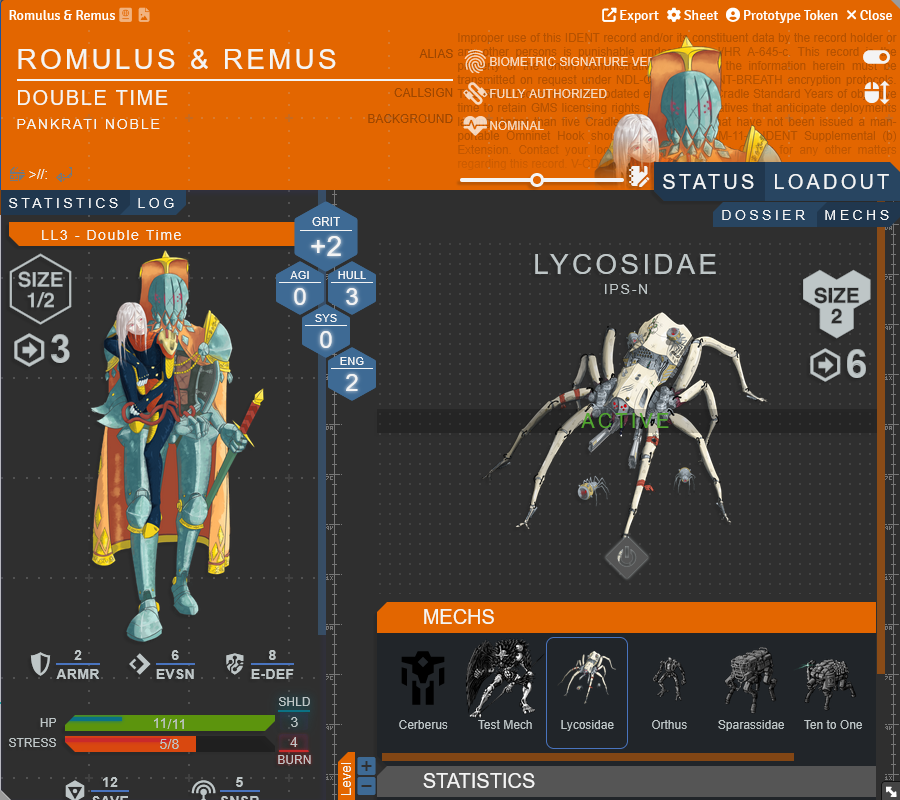 Romulus & Remus
Export Sheet Prototype Token Close
ROMULUS & REMUS
DOUBLE TIME
PANKRATI NOBLE
ALIAS
CALLSIGN
BACKGROUND
BIOMETRIC SIGNATURE VER
FULLY AUTHORIZED
NOMINAL
>//:
STATUS LOADOUT
DOSSIER MECHS
STATISTICS LOG
LL3 - Double Time
SIZE
1/2
3
GRIT
+2
AGI
0
HULL
3
SYS
0
ENG
2
LYCOSIDAE
IPS-N
SIZE
2
6
ACTIVE
2
ARMR
6
EVSN
8
E-DEF
HP
11/11
SHLD
3
STRESS
5/8
4
BURN
12
SAVE
5
SNSR
Level
MECHS
Cerberus Test Mech Lycosidae Orthus Sparassidae Ten to One
STATISTICS